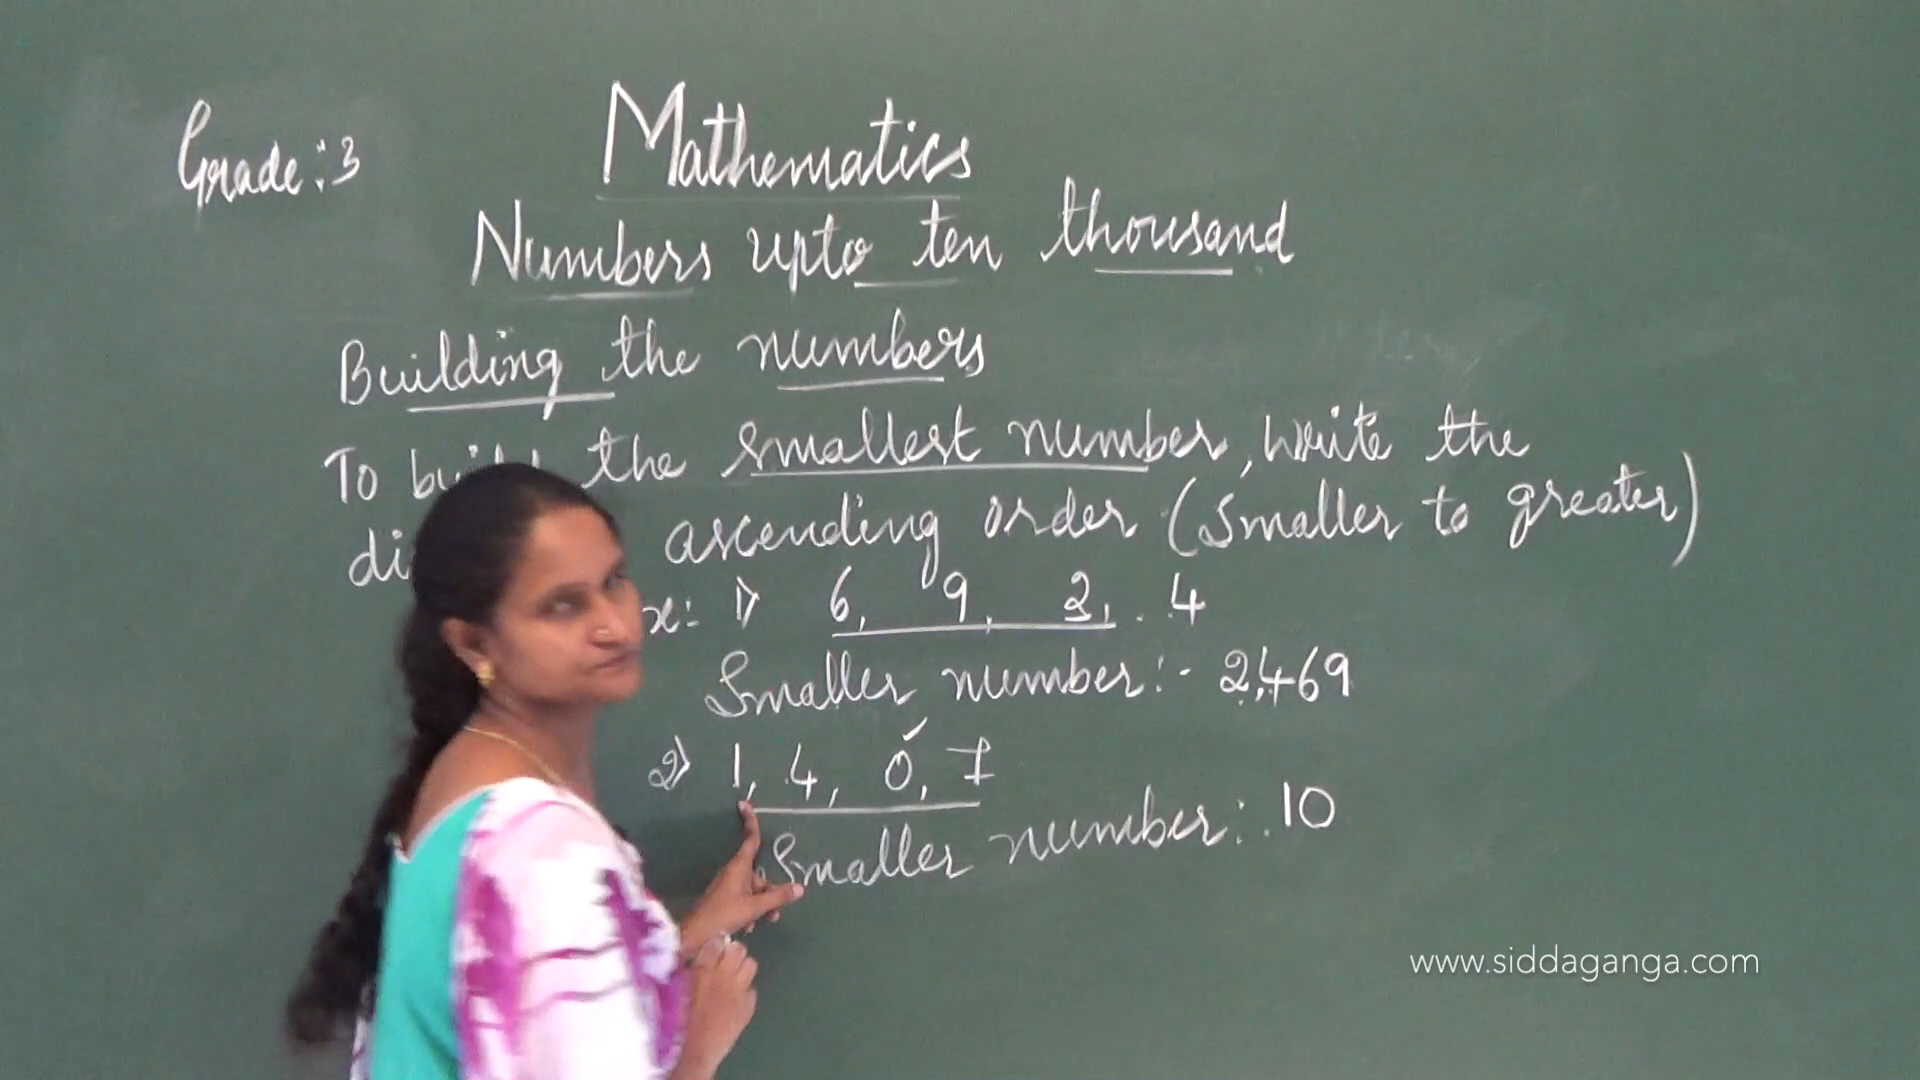 Grade: 3
Mathematics
Numbers upto ten thousand
Building the numbers
To the smallest number, write the
ascending order (Smaller to greater)
1) 6, 9, 2, 4
Smaller number:- 2,469
2) 1, 4, 0, 7
Smaller number: 10
www.siddaganga.com